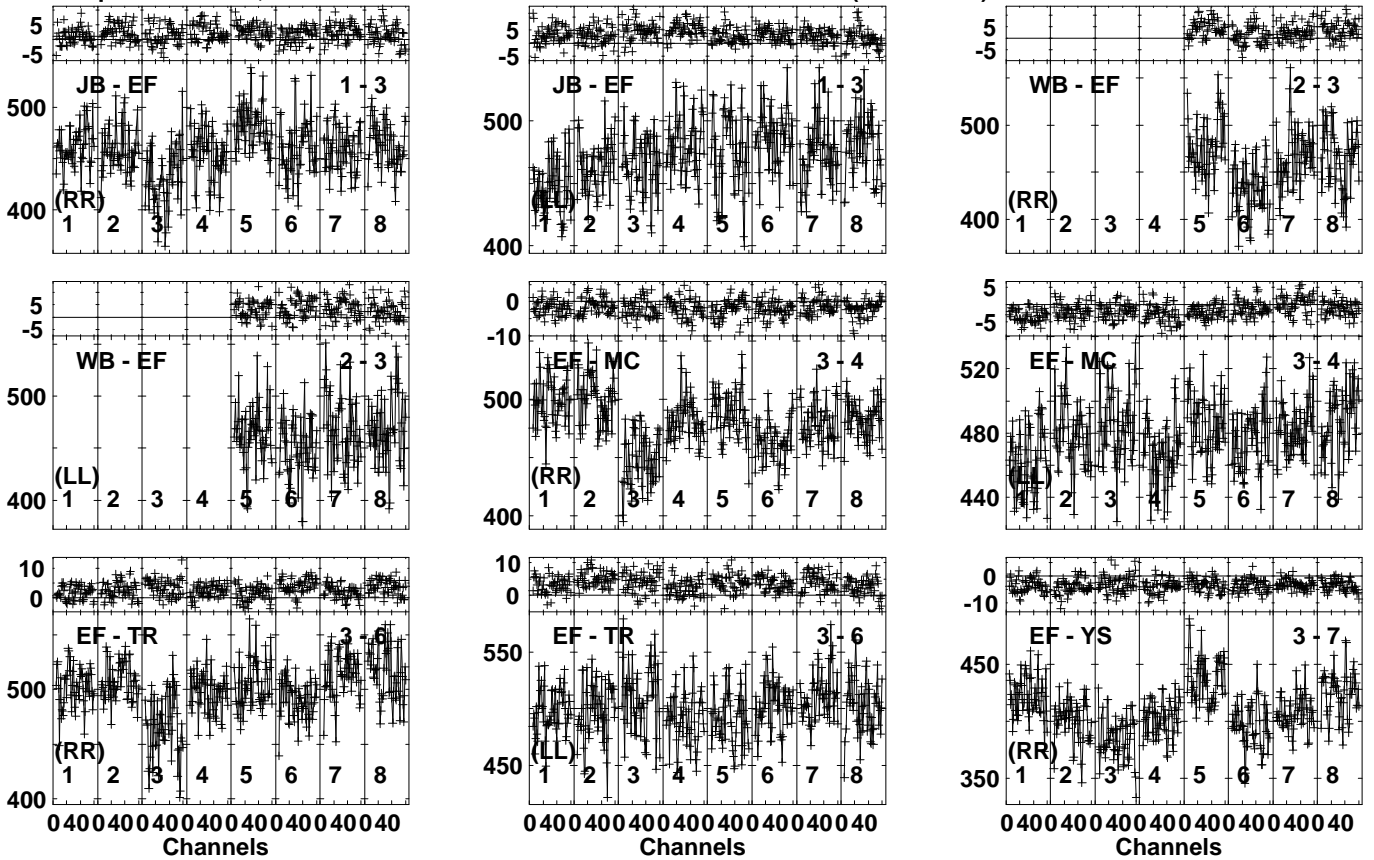 5 5 5
-5 -5 -5
JB - EF 1 - 3 JB - EF 1 - 3 WB - EF 2 - 3
500 500 500
(RR) (LL) (RR)
400 400 400
1 2 3 4 5 6 7 8 1 2 3 4 5 6 7 8 1 2 3 4 5 6 7 8
5 0 5
-5 -10 -5
WB - EF 2 - 3 EF - MC 3 - 4 EF - MC 3 - 4
500 500 520
480
(LL) (RR) (LL)
400 400 440
1 2 3 4 5 6 7 8 1 2 3 4 5 6 7 8 1 2 3 4 5 6 7 8
10 10 0
0 0 -10
EF - TR 3 - 6 EF - TR 3 - 6 EF - YS 3 - 7
500 550 450
(RR) (LL) (RR)
400 450 350
1 2 3 4 5 6 7 8 1 2 3 4 5 6 7 8 1 2 3 4 5 6 7 8
0 40 0 40 0 40 0 40 0 40 0 40 0 40 0 40 0 40 0 40 0 40 0 40 0 40 0 40 0 40 0 40 0 40 0 40 0 40 0 40 0 40 0 40 0 40 0 40
Channels Channels Channels